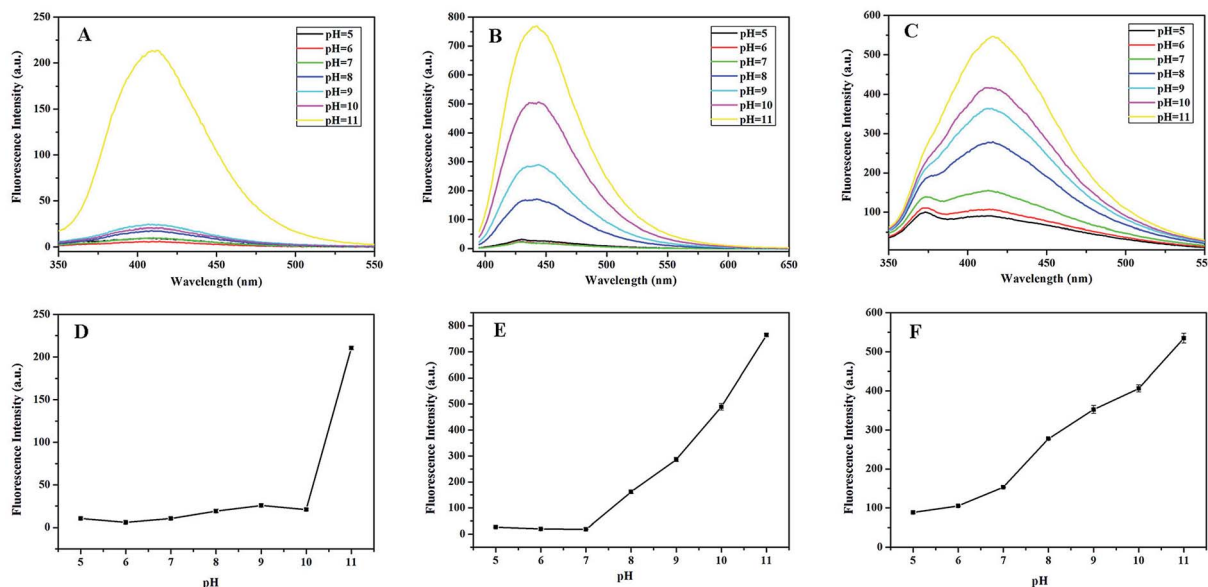 A
pH=5
pH=6
pH=7
pH=8
pH=9
pH=10
pH=11
Fluorescence Intensity (a.u.)
250
200
150
100
50
0
350 400 450 500 550
Wavelength (nm)
B
pH=5
pH=6
pH=7
pH=8
pH=9
pH=10
pH=11
Fluorescence Intensity (a.u.)
800
700
600
500
400
300
200
100
0
400 450 500 550 600 650
Wavelength (nm)
C
pH=5
pH=6
pH=7
pH=8
pH=9
pH=10
pH=11
Fluorescence Intensity (a.u.)
600
500
400
300
200
100
350 400 450 500 55
Wavelength (nm)
D
Fluorescence Intensity (a.u.)
250
200
150
100
50
25
0
5 6 7 8 9 10 11
pH
E
Fluorescence Intensity (a.u.)
800
700
600
500
400
300
200
100
0
5 6 7 8 9 10 11
pH
F
Fluorescence Intensity (a.u.)
600
500
400
300
200
100
0
5 6 7 8 9 10 11
pH